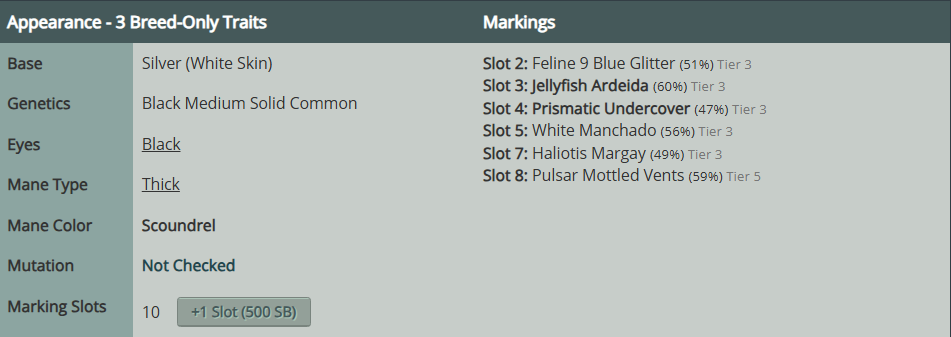 Appearance - 3 Breed-Only Traits
Base Silver (White Skin)
Genetics Black Medium Solid Common
Eyes Black
Mane Type Thick
Mane Color Scoundrel
Mutation Not Checked
Marking Slots 10 +1 Slot (500 SB)
Markings
Slot 2: Feline 9 Blue Glitter (51%) Tier 3
Slot 3: Jellyfish Ardeida (60%) Tier 3
Slot 4: Prismatic Undercover (47%) Tier 3
Slot 5: White Manchado (56%) Tier 3
Slot 7: Haliotis Margay (49%) Tier 3
Slot 8: Pulsar Mottled Vents (59%) Tier 5